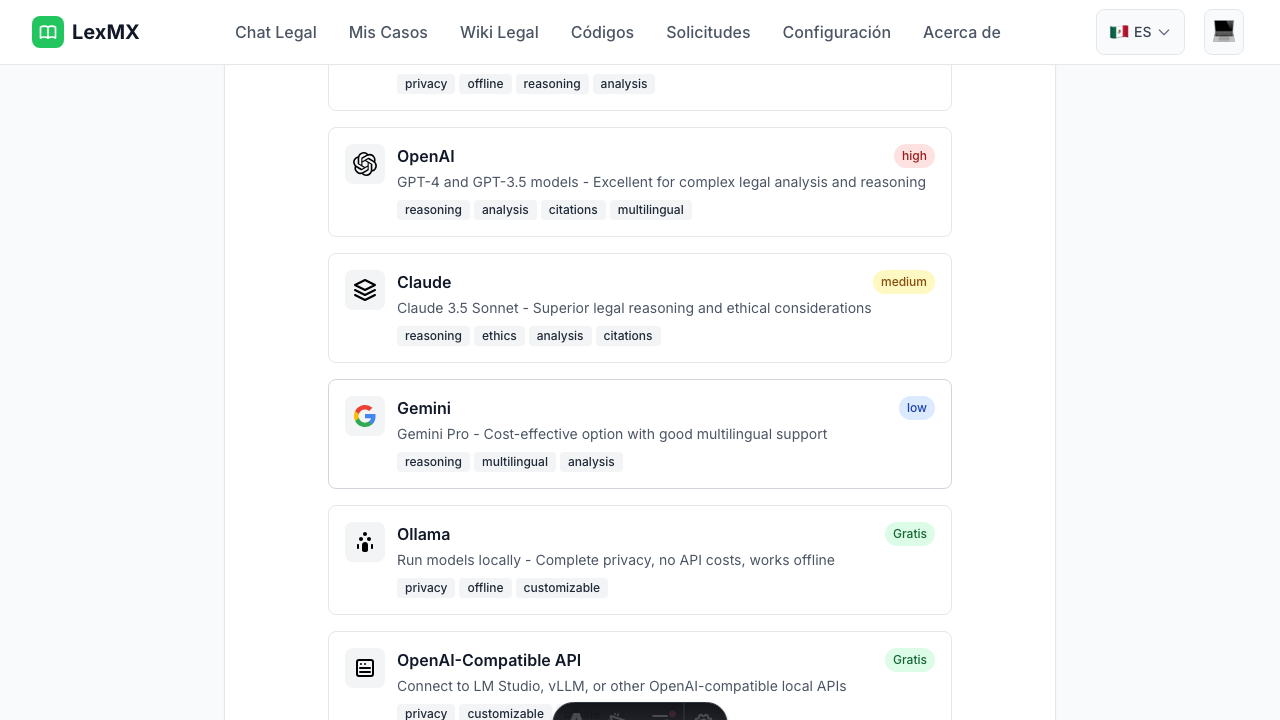 LexMX
Chat Legal
Mis Casos
Wiki Legal
Códigos
Solicitudes
Configuración
Acerca de
ES
privacy offline reasoning analysis
OpenAI
high
GPT-4 and GPT-3.5 models - Excellent for complex legal analysis and reasoning
reasoning analysis citations multilingual
Claude
medium
Claude 3.5 Sonnet - Superior legal reasoning and ethical considerations
reasoning ethics analysis citations
Gemini
low
Gemini Pro - Cost-effective option with good multilingual support
reasoning multilingual analysis
Ollama
Gratis
Run models locally - Complete privacy, no API costs, works offline
privacy offline customizable
OpenAI-Compatible API
Gratis
Connect to LM Studio, vLLM, or other OpenAI-compatible local APIs
privacy customizable